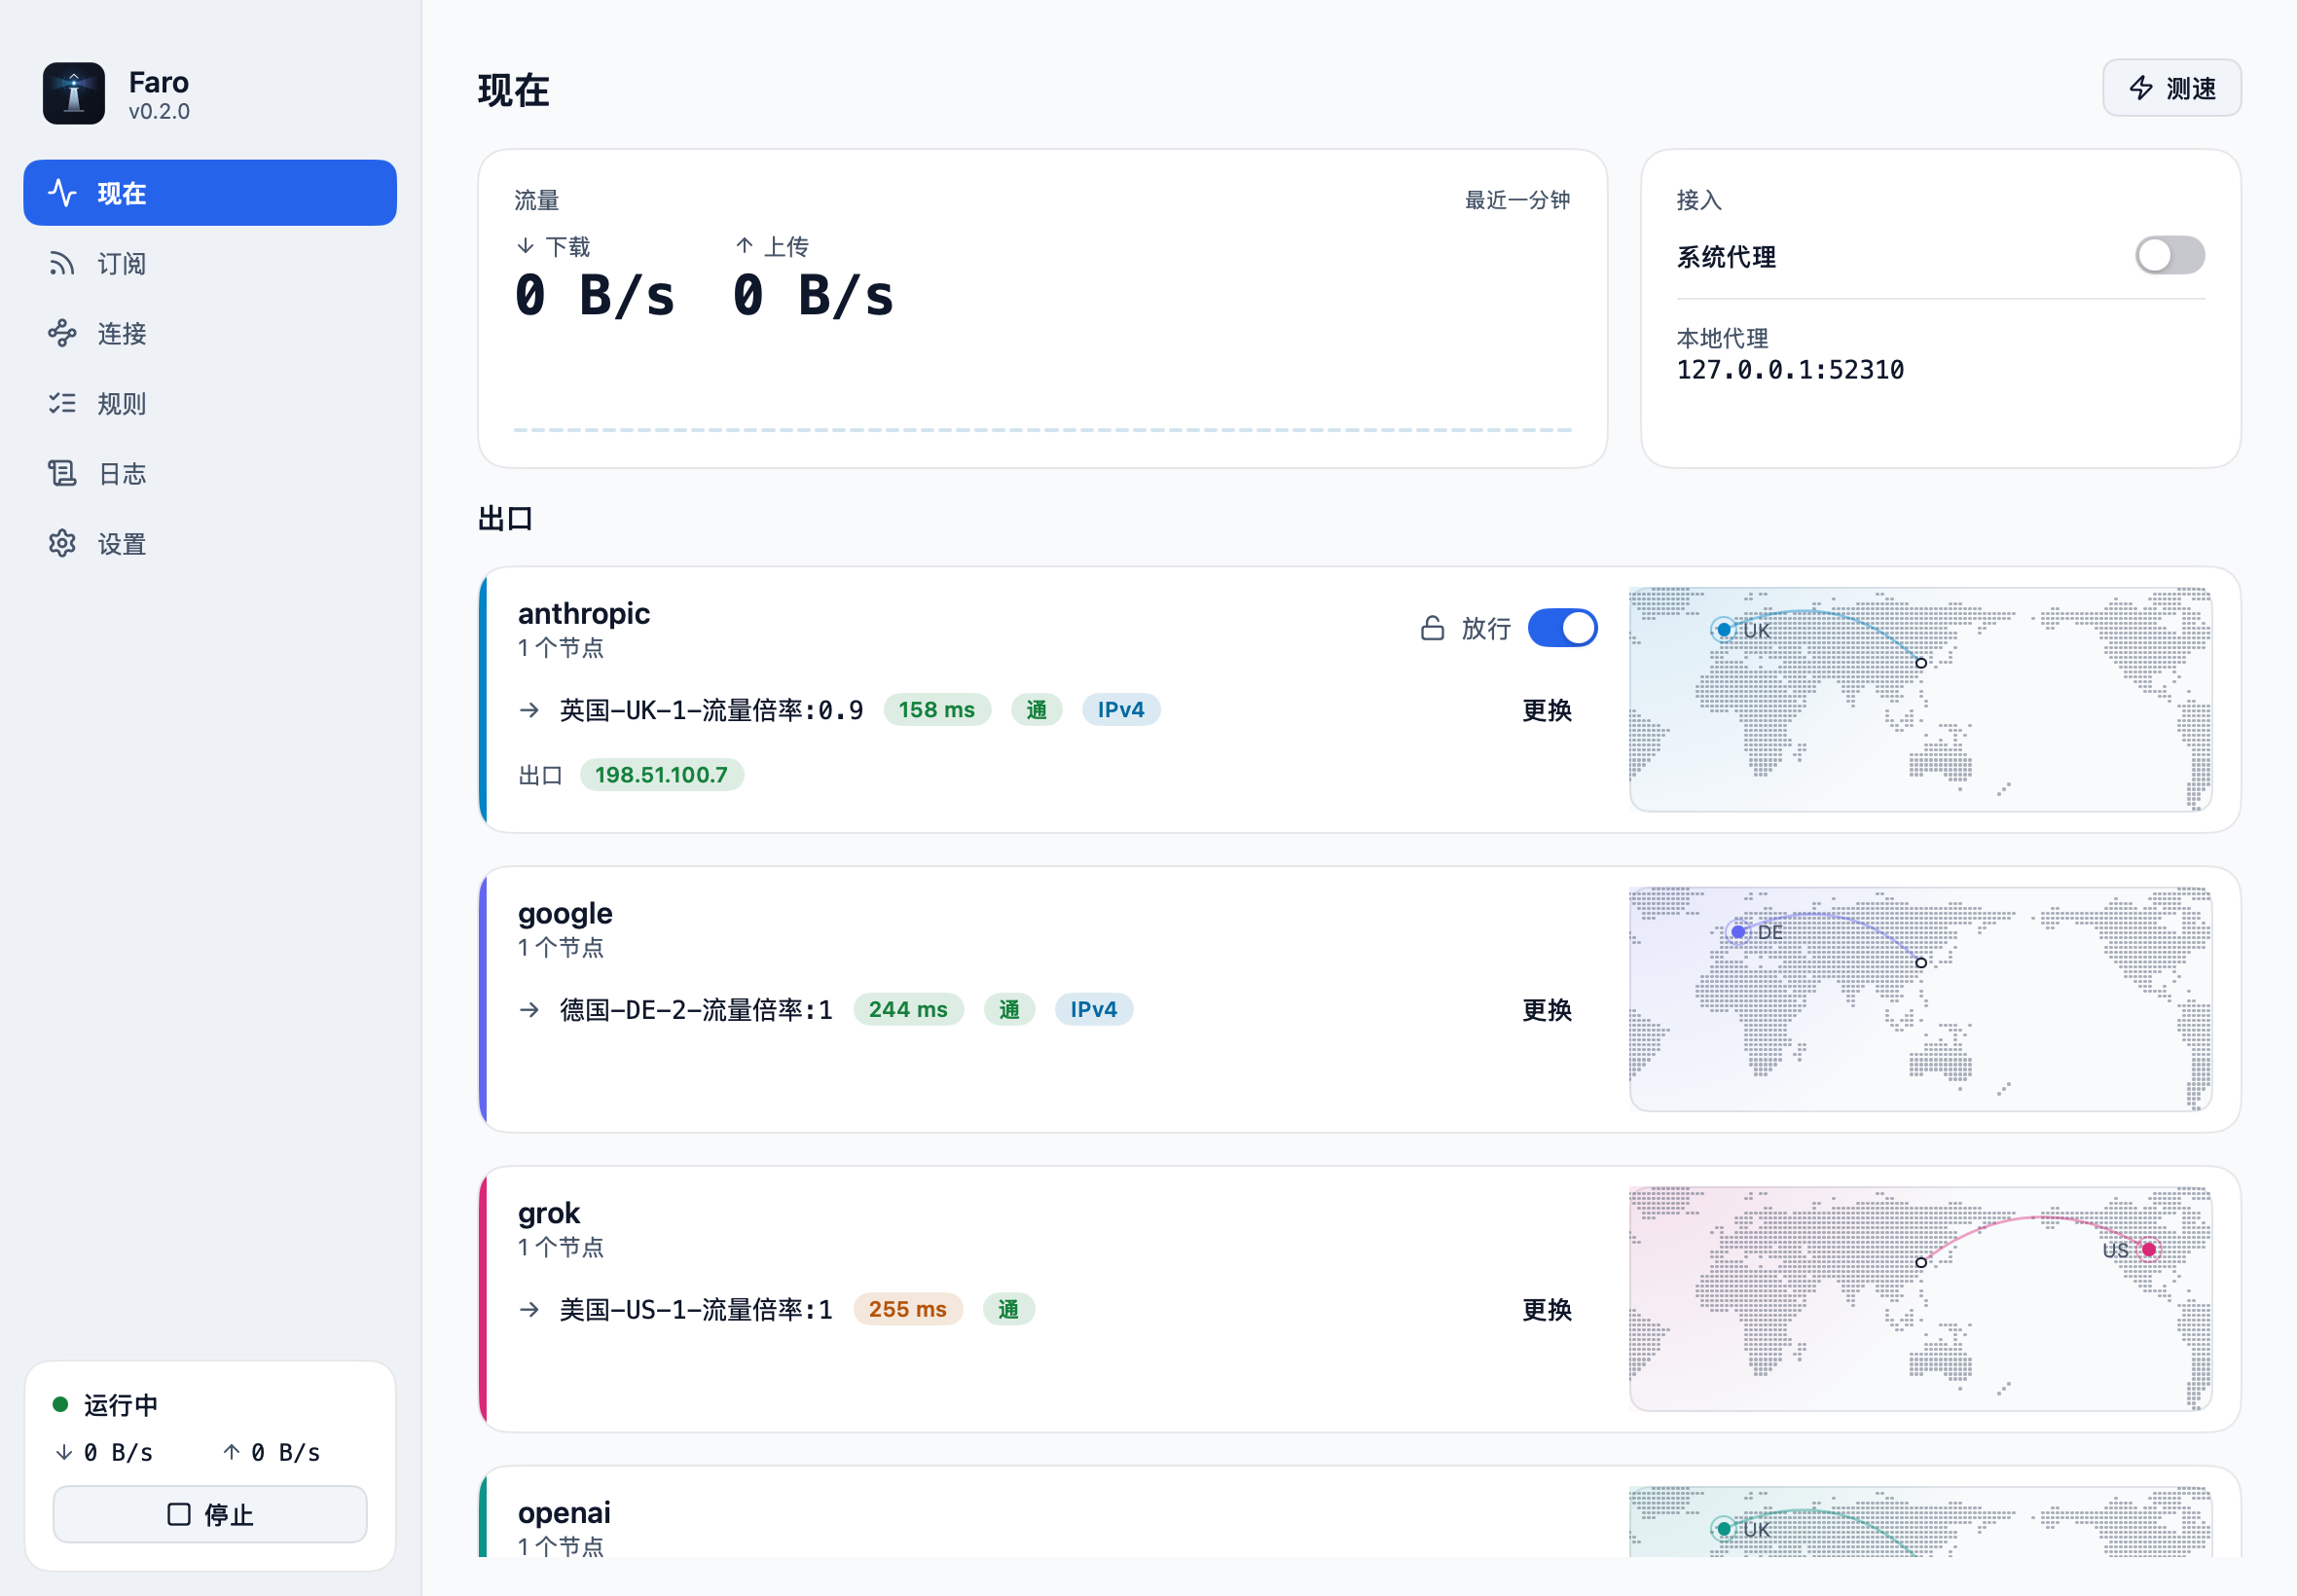 Faro
v0.2.0
现在
订阅
连接
规则
日志
设置
运行中
↓ 0 B/s ↑ 0 B/s
停止
现在
测速
流量 最近一分钟
↓ 下载 ↑ 上传
0 B/s 0 B/s
接入
系统代理
本地代理
127.0.0.1:52310
出口
anthropic
1 个节点
放行
→ 英国-UK-1-流量倍率:0.9 158 ms 通 IPv4 更换
出口 198.51.100.7
UK
google
1 个节点
→ 德国-DE-2-流量倍率:1 244 ms 通 IPv4 更换
DE
grok
1 个节点
→ 美国-US-1-流量倍率:1 255 ms 通 更换
US
openai
1 个节点
UK